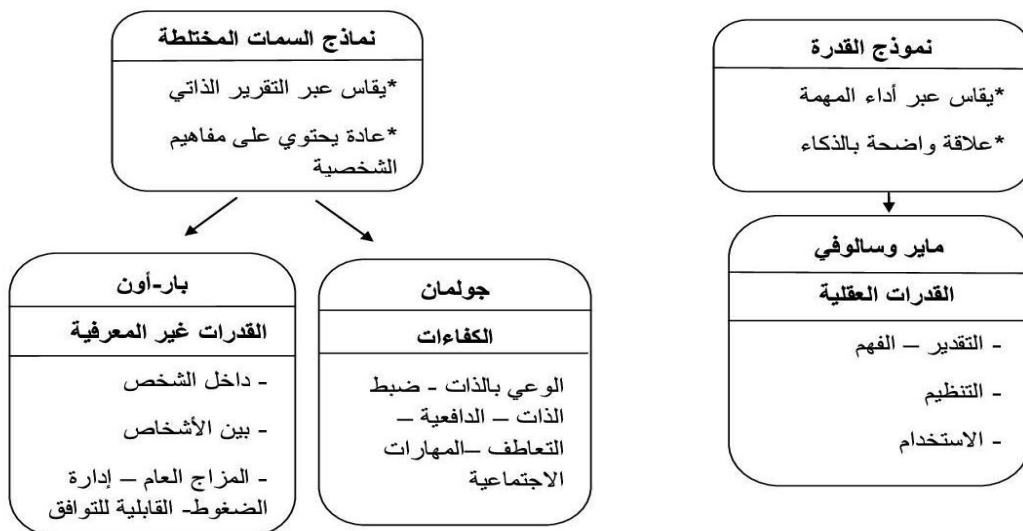 نموذج القدرة
*يقاس عبر أداء المهمة
*علاقة واضحة بالذكاء
ماير وسالوفي
القدرات العقلية
- التقدير – الفهم
- التنظيم
- الاستخدام
نماذج السمات المختلطة
*يقاس عبر التقرير الذاتي
*عادة يحتوي على مفاهيم
الشخصية
جولمان
الكفاءات
الوعي بالذات - ضبط
الذات – الدافعية –
التعاطف –المهارات
الاجتماعية
بار-أون
القدرات غير المعرفية
- داخل الشخص
- بين الأشخاص
- المزاج العام – إدارة
الضغوط- القابلية للتوافق